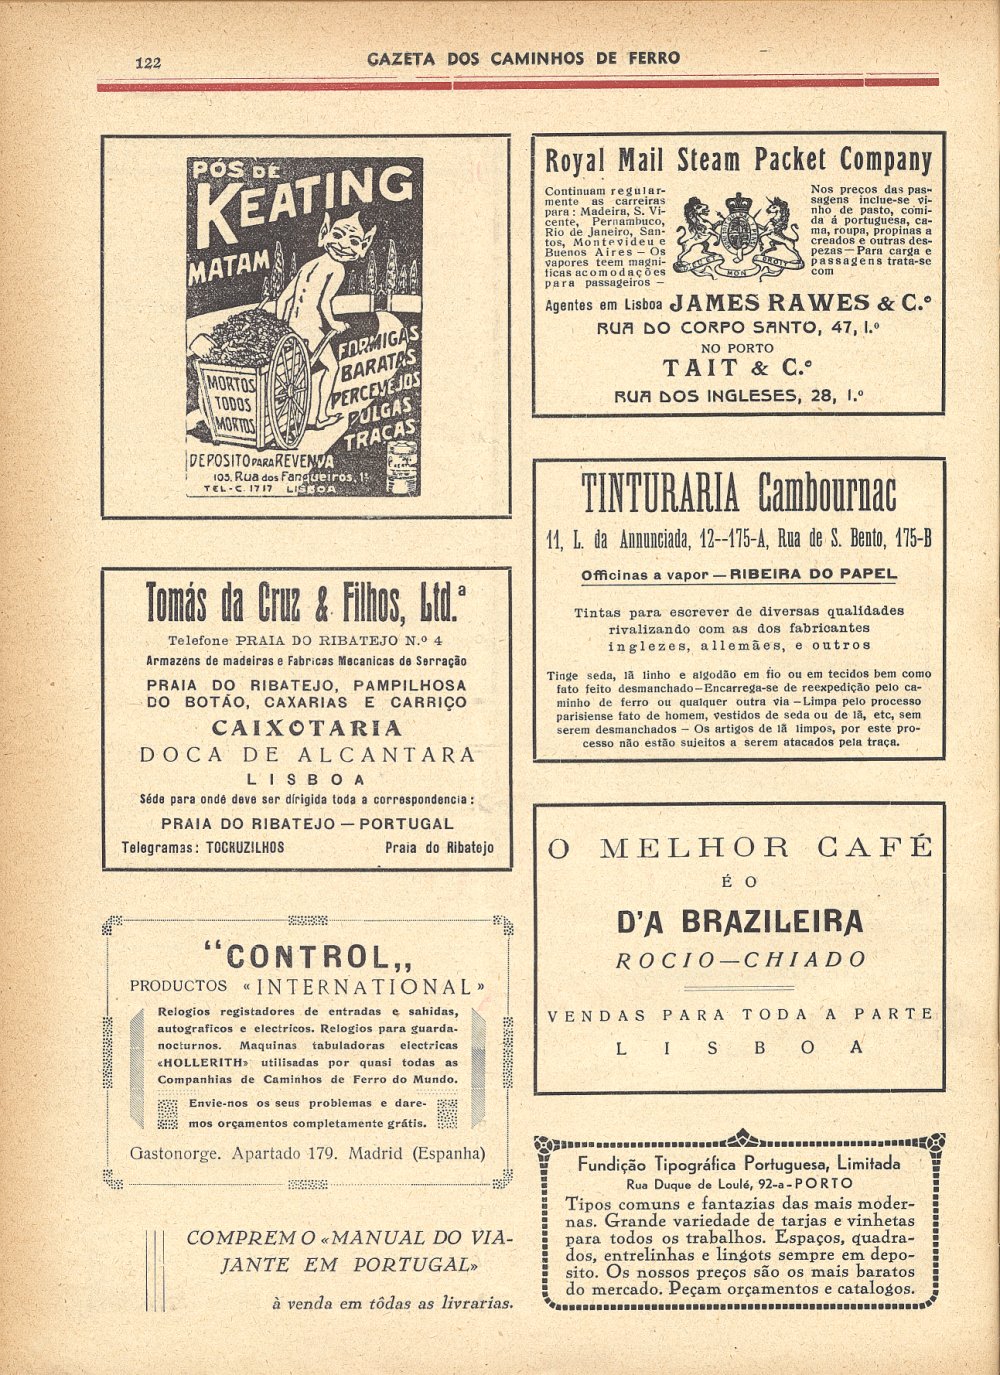 122
GAZETA DOS CAMINHOS DE FERRO
PÓS DE
KEATING
MATAM
FORMIGAS
BARATAS
PERCEVEJOS
PULGAS
TRAÇAS
MORTOS
TODOS
MORTOS
DEPOSITO PARA REVENDA
103, Rua dos Fanqueiros, 1º
TEL-C. 1717 LISBOA
Royal Mail Steam Packet Company
Continuam regular-
mente as carreiras
para: Madeira, S. Vi-
cente, Pernambuco,
Rio de Janeiro, San-
tos, Montevideu e
Buenos Aires — Os
vapores teem magni-
ficas acomodações
para passageiros —
Nos preços das pas-
sagens inclue-se vi-
nho de pasto, comi-
da á portuguesa, ca-
ma, roupa, propinas a
creados e outras des-
pezas — Para carga e
passagens trata-se
com
DIEU ET MON DROIT
Agentes em Lisboa JAMES RAWES & C.º
RUA DO CORPO SANTO, 47, 1.º
NO PORTO
TAIT & C.º
RUA DOS INGLESES, 28, 1.º
TINTURARIA Cambournac
11, L. da Annunciada, 12--175-A, Rua de S. Bento, 175-B
Officinas a vapor — RIBEIRA DO PAPEL
Tintas para escrever de diversas qualidades
rivalizando com as dos fabricantes
inglezes, allemães, e outros
Tinge seda, lã linho e algodão em fio ou em tecidos bem como
fato feito desmanchado — Encarrega-se de reexpedição pelo ca-
minho de ferro ou qualquer outra via — Limpa pelo processo
parisiense fato de homem, vestidos de seda ou de lã, etc, sem
serem desmanchados — Os artigos de lã limpos, por este pro-
cesso não estão sujeitos a serem atacados pela traça.
Tomás da Cruz & Filhos, Ltd.ª
Telefone PRAIA DO RIBATEJO N.º 4
Armazens de madeiras e Fabricas Mecanicas de Serração
PRAIA DO RIBATEJO, PAMPILHOSA
DO BOTÃO, CAXARIAS E CARRIÇO
CAIXOTARIA
DOCA DE ALCANTARA
LISBOA
Séde para onde deve ser dirigida toda a correspondencia:
PRAIA DO RIBATEJO — PORTUGAL
Telegramas: TOCRUZILHOS Praia do Ribatejo
O MELHOR CAFÉ
É O
D'A BRAZILEIRA
ROCIO—CHIADO
VENDAS PARA TODA A PARTE
LISBOA
“CONTROL„
PRODUCTOS «INTERNATIONAL»
Relogios registadores de entradas e sahidas,
autograficos e electricos. Relogios para guarda-
nocturnos. Maquinas tabuladoras electricas
«HOLLERITH» utilisadas por quasi todas as
Companhias de Caminhos de Ferro do Mundo.
Envie-nos os seus problemas e dare-
mos orçamentos completamente grátis.
Gastonorge. Apartado 179. Madrid (Espanha)
COMPREM O «MANUAL DO VIA-
JANTE EM PORTUGAL»
à venda em tôdas as livrarias.
Fundição Tipográfica Portuguesa, Limitada
Rua Duque de Loulé, 92-a-PORTO
Tipos comuns e fantazias das mais moder-
nas. Grande variedade de tarjas e vinhetas
para todos os trabalhos. Espaços, quadra-
dos, entrelinhas e lingots sempre em depo-
sito. Os nossos preços são os mais baratos
do mercado. Peçam orçamentos e catalogos.